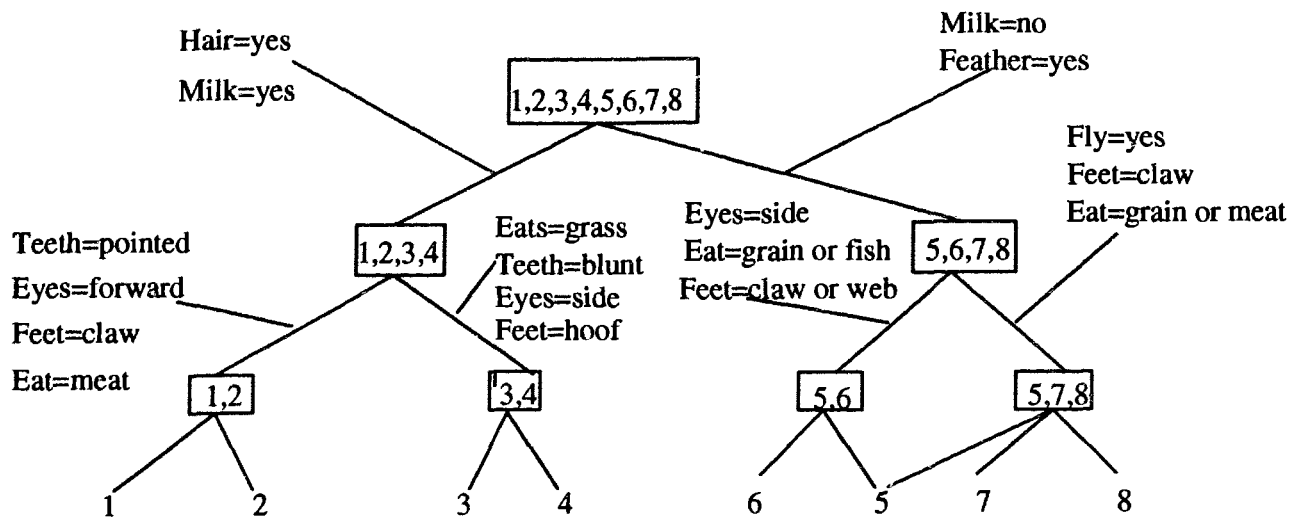 Hair=yes
Milk=yes
Milk=no
Feather=yes
1,2,3,4,5,6,7,8
Fly=yes
Feet=claw
Eat=grain or meat
Teeth=pointed
Eyes=forward
Feet=claw
Eat=meat
1,2,3,4
Eats=grass
Teeth=blunt
Eyes=side
Feet=hoof
Eyes=side
Eat=grain or fish
Feet=claw or web
5,6,7,8
1,2
3,4
5,6
5,7,8
1
2
3
4
6
5
7
8